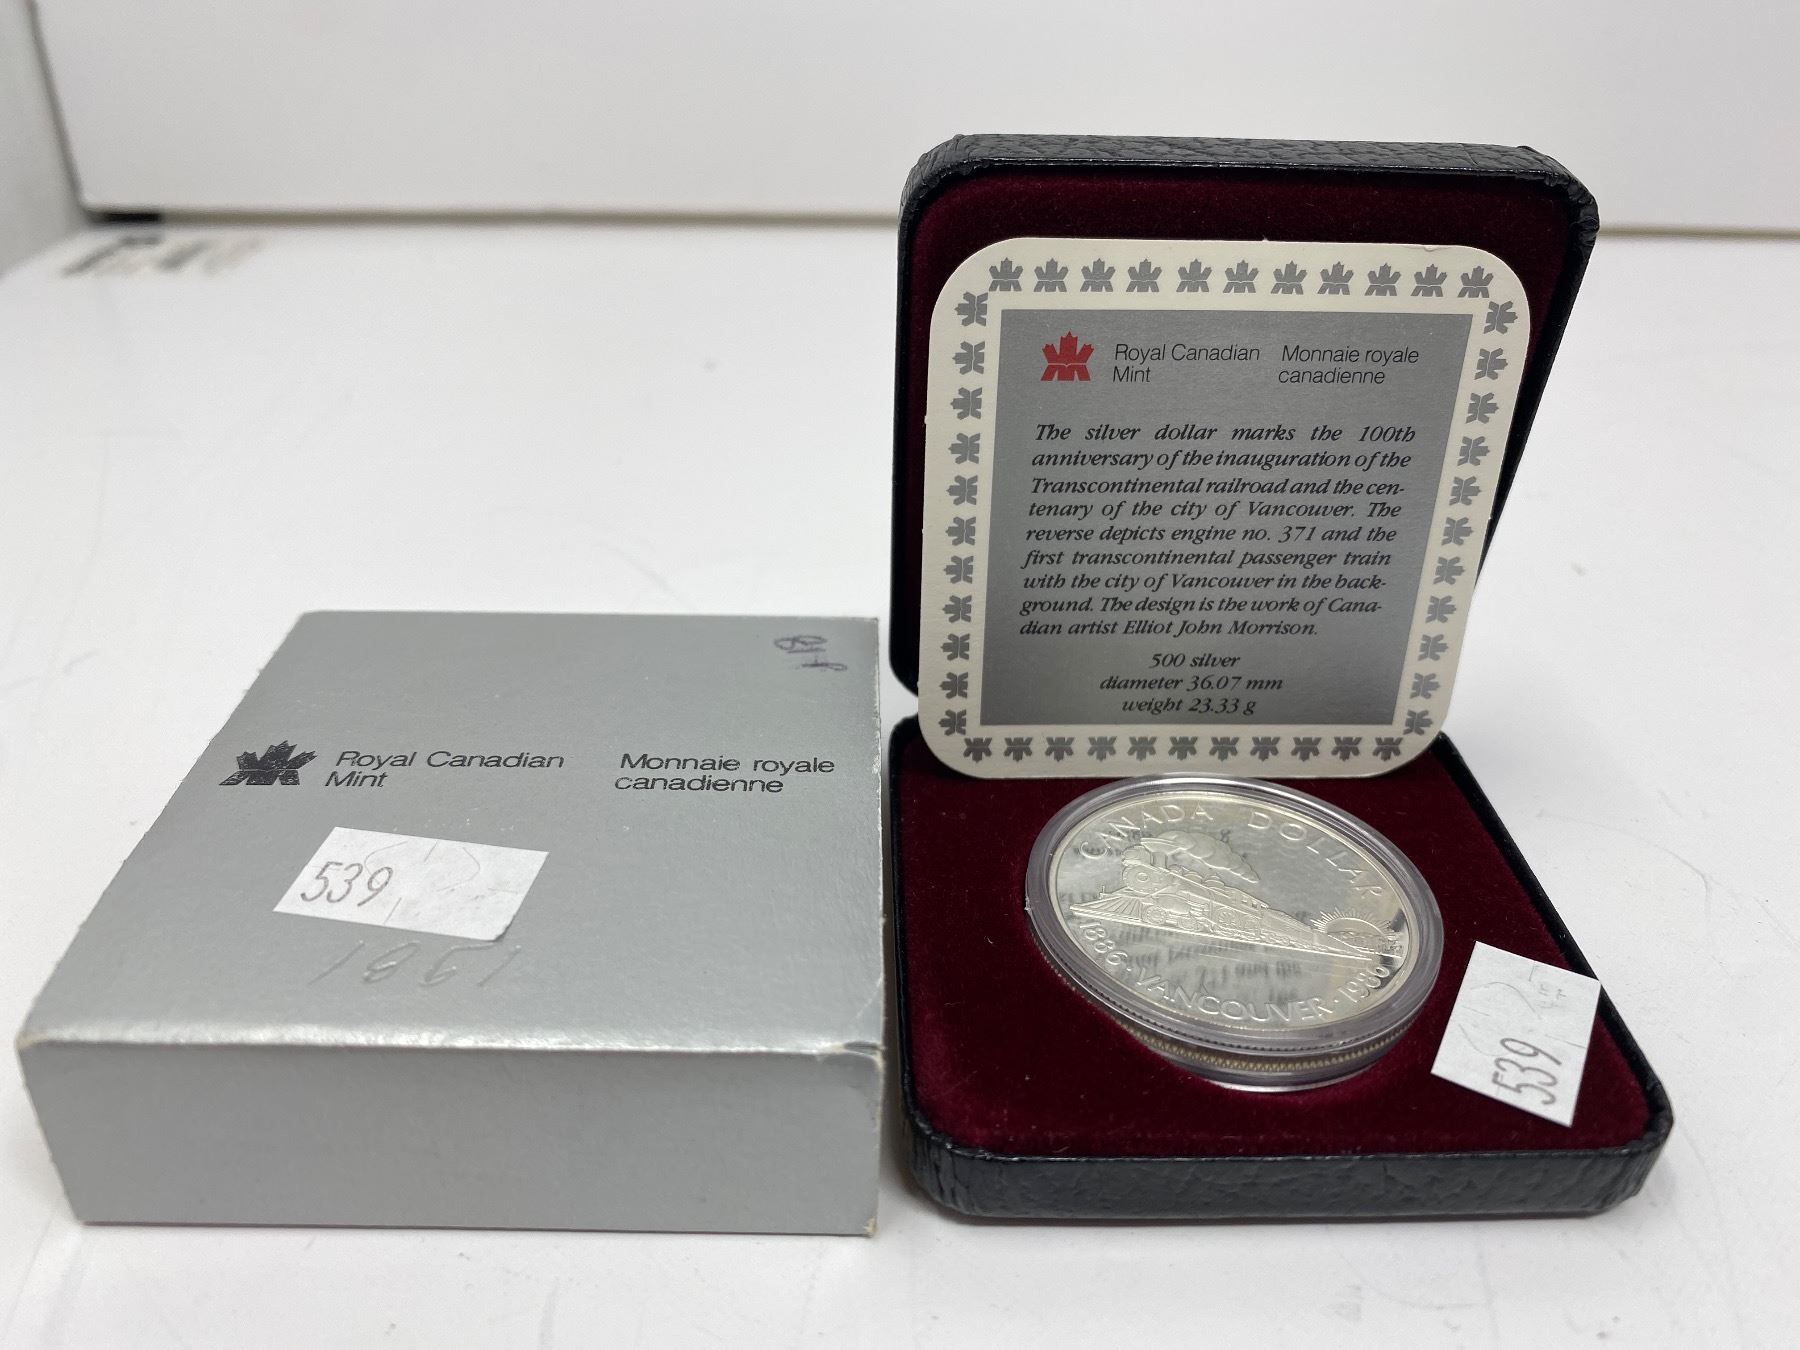 Royal Canadian Mint
Monnaie royale canadienne
539
1981
Royal Canadian Mint
Monnaie royale canadienne
The silver dollar marks the 100th
anniversary of the inauguration of the
Transcontinental railroad and the cen-
tenary of the city of Vancouver. The
reverse depicts engine no. 371 and the
first transcontinental passenger train
with the city of Vancouver in the back-
ground. The design is the work of Cana-
dian artist Elliot John Morrison.
500 silver
diameter 36.07 mm
weight 23.33 g
CANADA DOLLAR
1886 · VANCOUVER · 1986
539